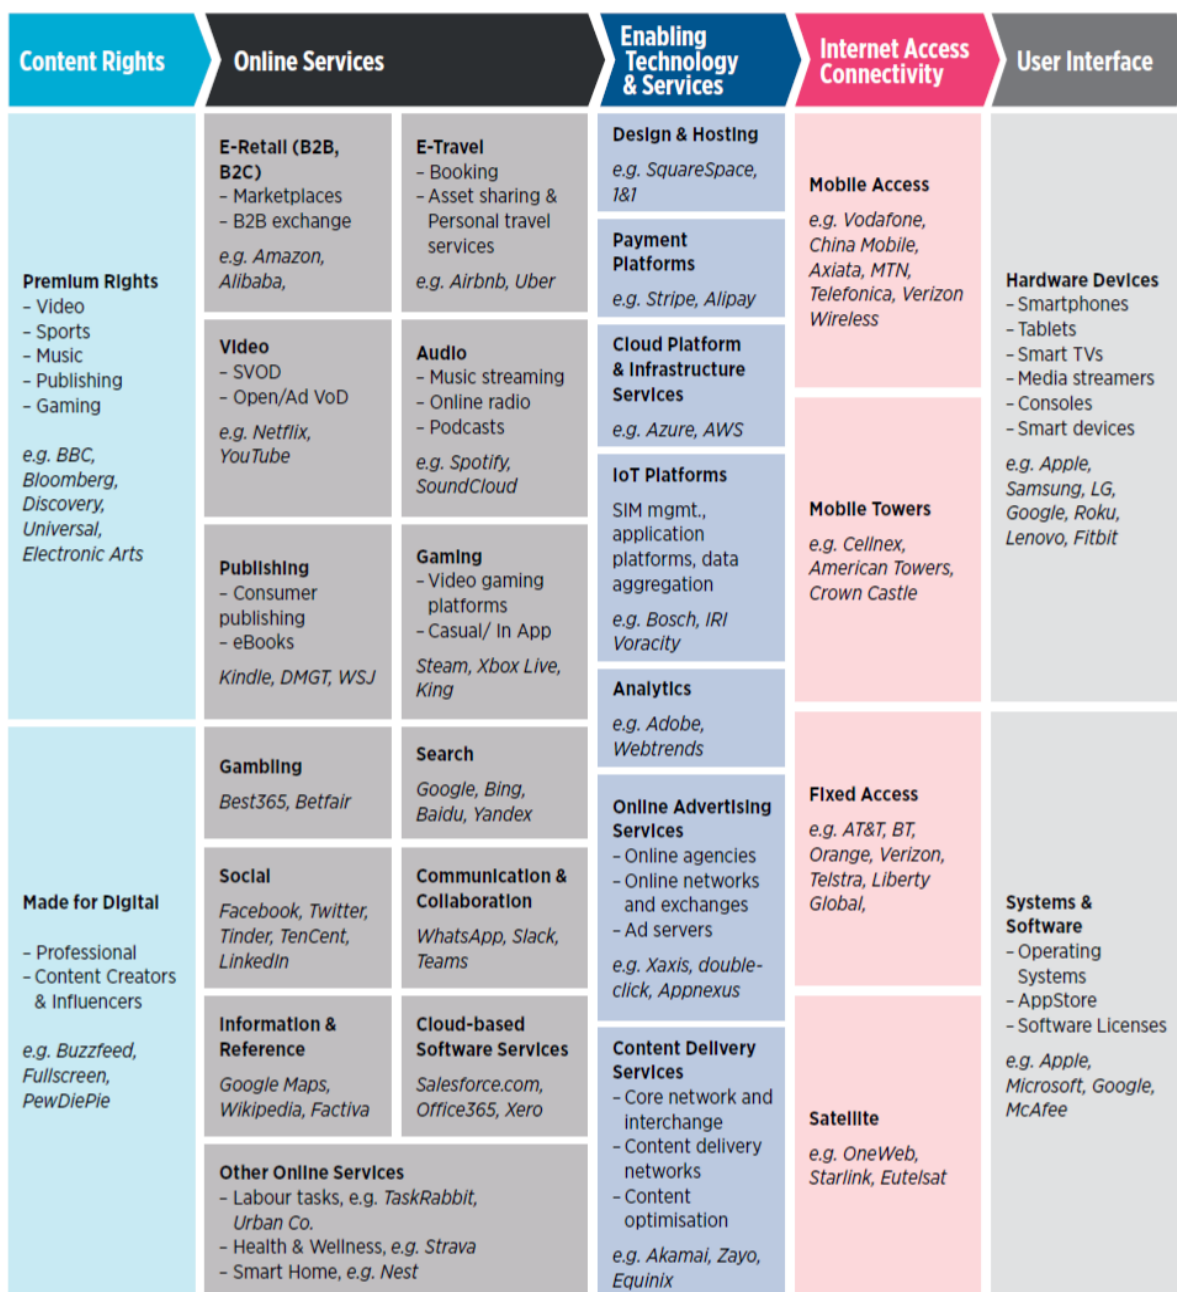 Content Rights
Online Services
Enabling
Technology
& Services
Internet Access
Connectivity
User Interface
Premium Rights
– Video
– Sports
– Music
– Publishing
– Gaming
e.g. BBC,
Bloomberg,
Discovery,
Universal,
Electronic Arts
Made for Digital
– Professional
– Content Creators
& Influencers
e.g. Buzzfeed,
Fullscreen,
PewDiePie
E-Retail (B2B,
B2C)
– Marketplaces
– B2B exchange
e.g. Amazon,
Alibaba,
E-Travel
– Booking
– Asset sharing &
Personal travel
services
e.g. Airbnb, Uber
Video
– SVOD
– Open/Ad VoD
e.g. Netflix,
YouTube
Audio
– Music streaming
– Online radio
– Podcasts
e.g. Spotify,
SoundCloud
Publishing
– Consumer
publishing
– eBooks
Kindle, DMGT, WSJ
Gaming
– Video gaming
platforms
– Casual/ In App
Steam, Xbox Live,
King
Gambling
Best365, Betfair
Search
Google, Bing,
Baidu, Yandex
Social
Facebook, Twitter,
Tinder, TenCent,
LinkedIn
Communication &
Collaboration
WhatsApp, Slack,
Teams
Information &
Reference
Google Maps,
Wikipedia, Factiva
Cloud-based
Software Services
Salesforce.com,
Office365, Xero
Other Online Services
– Labour tasks, e.g. TaskRabbit,
Urban Co.
– Health & Wellness, e.g. Strava
– Smart Home, e.g. Nest
Design & Hosting
e.g. SquareSpace,
1&1
Payment
Platforms
e.g. Stripe, Alipay
Cloud Platform
& Infrastructure
Services
e.g. Azure, AWS
IoT Platforms
SIM mgmt.,
application
platforms, data
aggregation
e.g. Bosch, IRI
Voracity
Analytics
e.g. Adobe,
Webtrends
Online Advertising
Services
– Online agencies
– Online networks
and exchanges
– Ad servers
e.g. Xaxis, double-
click, Appnexus
Content Delivery
Services
– Core network and
interchange
– Content delivery
networks
– Content
optimisation
e.g. Akamai, Zayo,
Equinix
Mobile Access
e.g. Vodafone,
China Mobile,
Axiata, MTN,
Telefonica, Verizon
Wireless
Mobile Towers
e.g. Cellnex,
American Towers,
Crown Castle
Fixed Access
e.g. AT&T, BT,
Orange, Verizon,
Telstra, Liberty
Global,
Satellite
e.g. OneWeb,
Starlink, Eutelsat
Hardware Devices
– Smartphones
– Tablets
– Smart TVs
– Media streamers
– Consoles
– Smart devices
e.g. Apple,
Samsung, LG,
Google, Roku,
Lenovo, Fitbit
Systems &
Software
– Operating
Systems
– AppStore
– Software Licenses
e.g. Apple,
Microsoft, Google,
McAfee